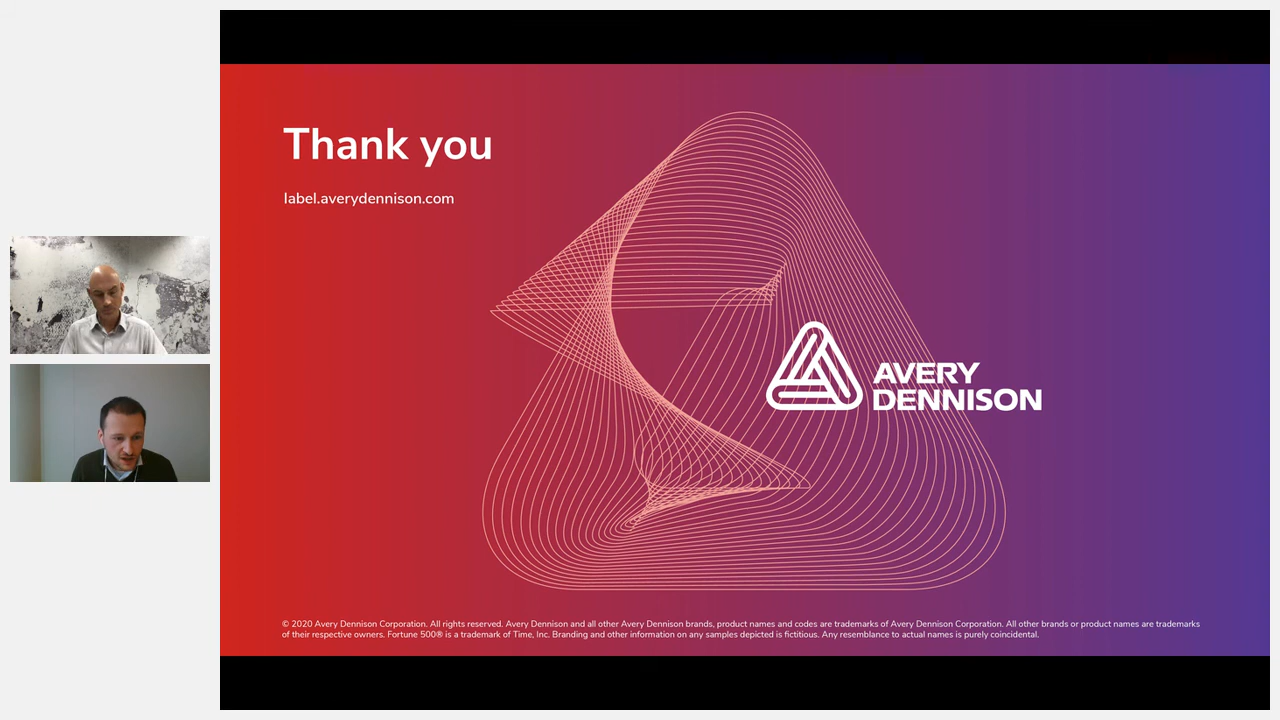 Thank you
label.averydennison.com
AVERY
DENNISON
© 2020 Avery Dennison Corporation. All rights reserved. Avery Dennison and all other Avery Dennison brands, product names and codes are trademarks of Avery Dennison Corporation. All other brands or product names are trademarks
of their respective owners. Fortune 500® is a trademark of Time, Inc. Branding and other information on any samples depicted is fictitious. Any resemblance to actual names is purely coincidental.